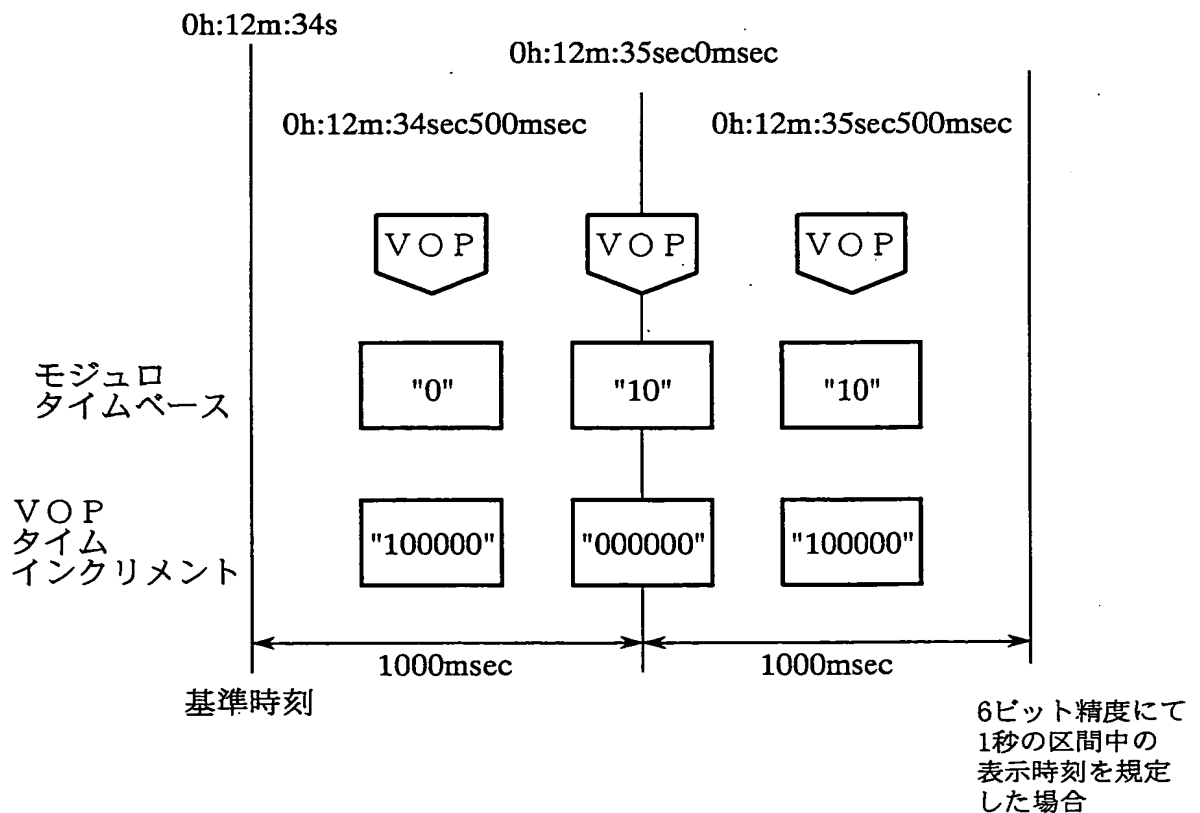 0h:12m:34s
0h:12m:35sec0msec
0h:12m:34sec500msec
0h:12m:35sec500msec
VOP
VOP
VOP
モジュロ
タイムベース
"0"
"10"
"10"
VOP
タイム
インクリメント
"100000"
"000000"
"100000"
1000msec
1000msec
基準時刻
6ビット精度にて
1秒の区間中の
表示時刻を規定
した場合